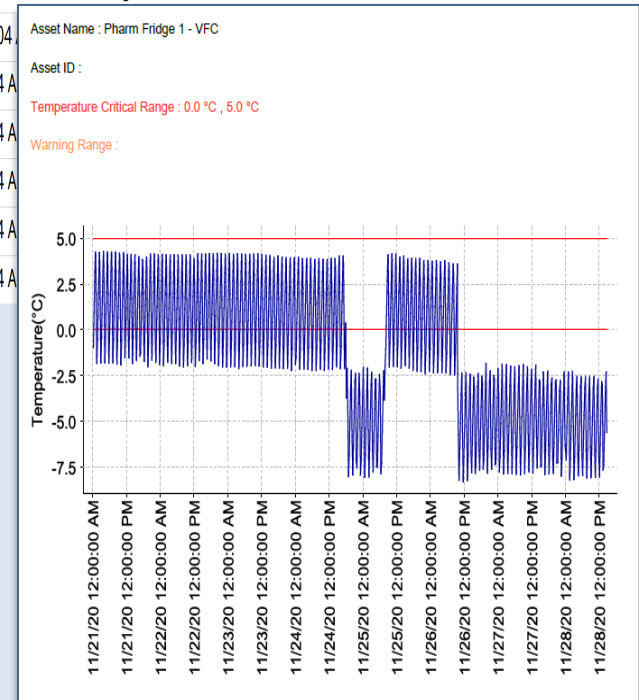 04
4 A
4 A
4 A
4 A
4 A
Asset Name : Pharm Fridge 1 - VFC
Asset ID :
Temperature Critical Range : 0.0 °C , 5.0 °C
Warning Range :
Temperature(°C)
5.0
2.5
0.0
-2.5
-5.0
-7.5
11/21/20 12:00:00 AM
11/21/20 12:00:00 PM
11/22/20 12:00:00 AM
11/22/20 12:00:00 PM
11/23/20 12:00:00 AM
11/23/20 12:00:00 PM
11/24/20 12:00:00 AM
11/24/20 12:00:00 PM
11/25/20 12:00:00 AM
11/25/20 12:00:00 PM
11/26/20 12:00:00 AM
11/26/20 12:00:00 PM
11/27/20 12:00:00 AM
11/27/20 12:00:00 PM
11/28/20 12:00:00 AM
11/28/20 12:00:00 PM